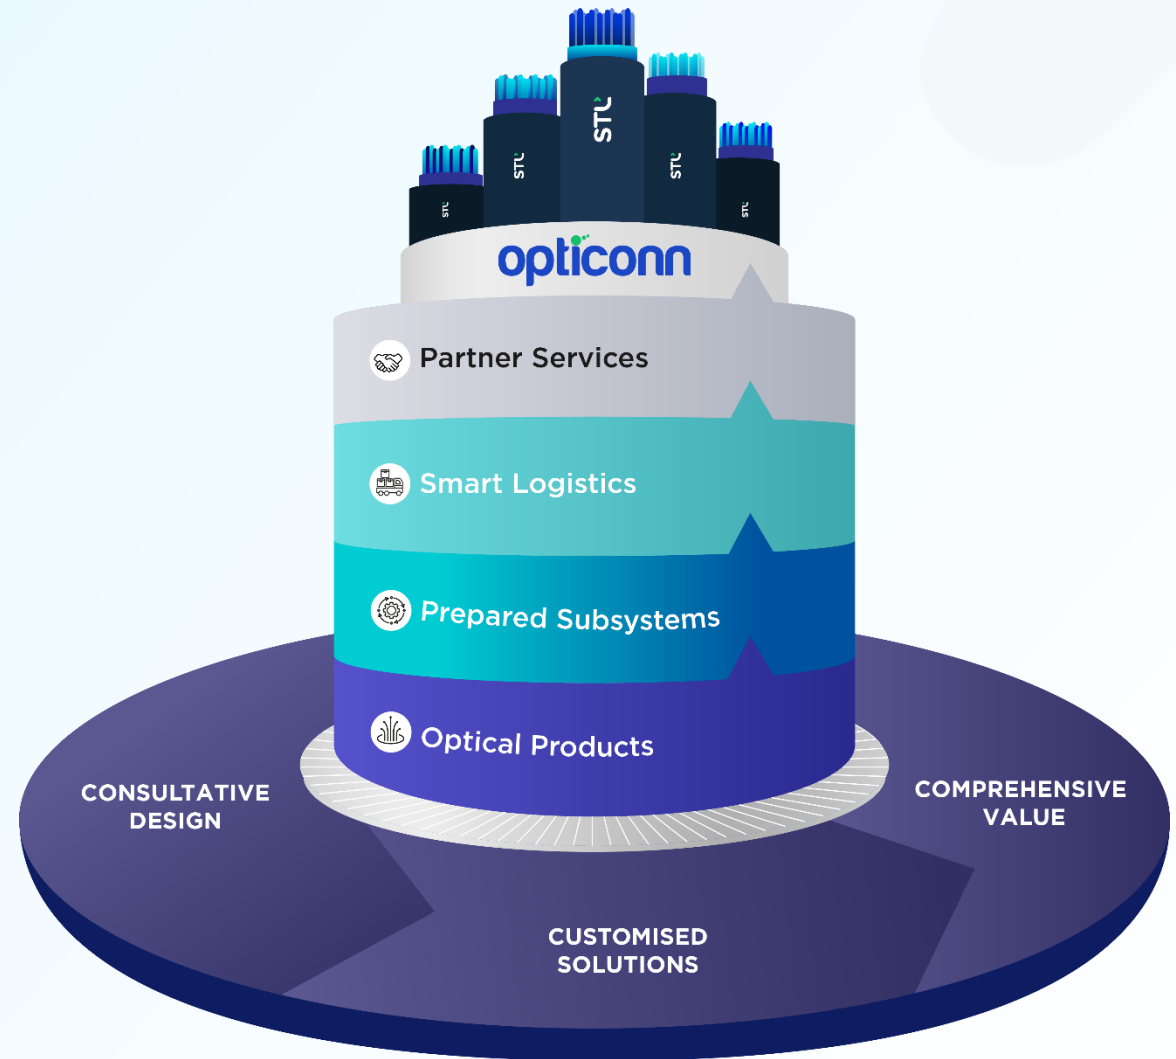 STL
STL
STL
STL
STL
opticonn
Partner Services
Smart Logistics
Prepared Subsystems
Optical Products
CONSULTATIVE
DESIGN
CUSTOMISED
SOLUTIONS
COMPREHENSIVE
VALUE